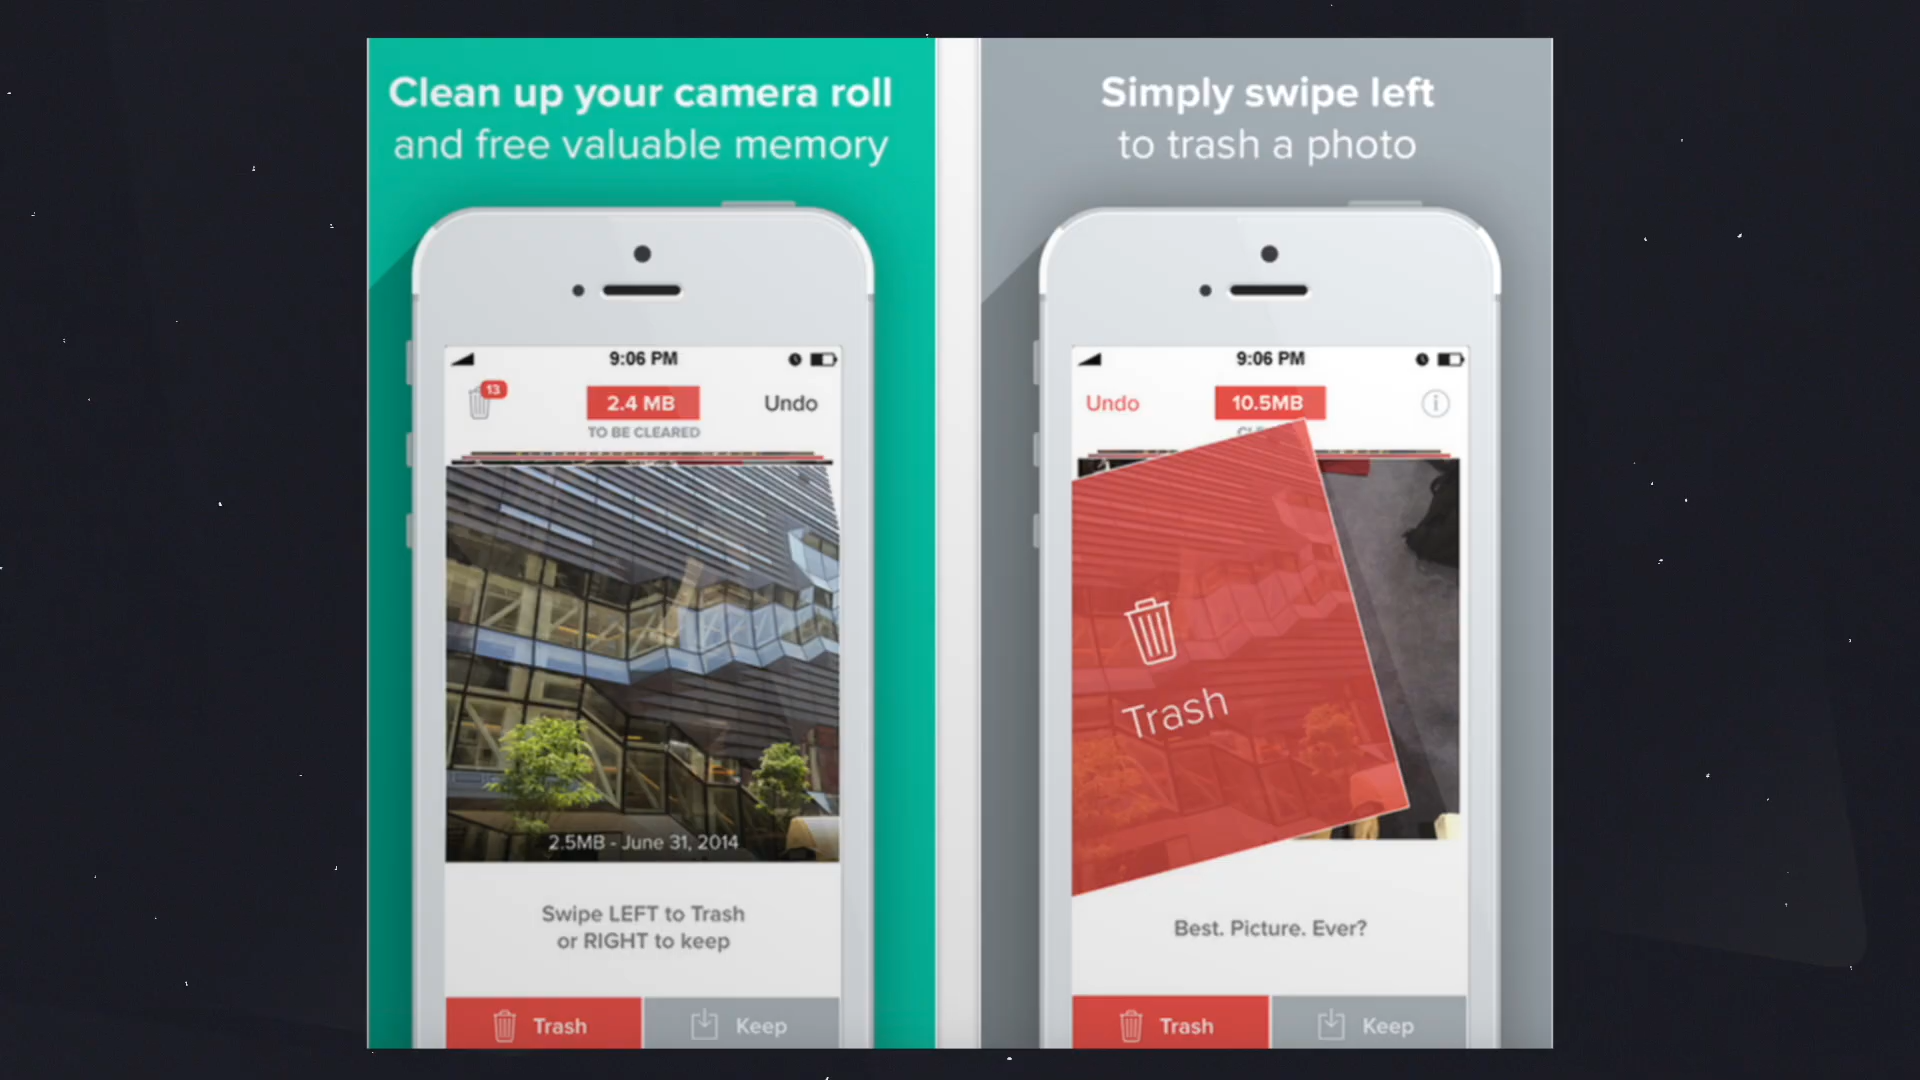 Clean up your camera roll
and free valuable memory
9:06 PM
13
2.4 MB
Undo
TO BE CLEARED
2.5MB - June 31, 2014
Swipe LEFT to Trash
or RIGHT to keep
Trash
Keep
Simply swipe left
to trash a photo
9:06 PM
Undo
10.5MB
Trash
Best. Picture. Ever?
Trash
Keep